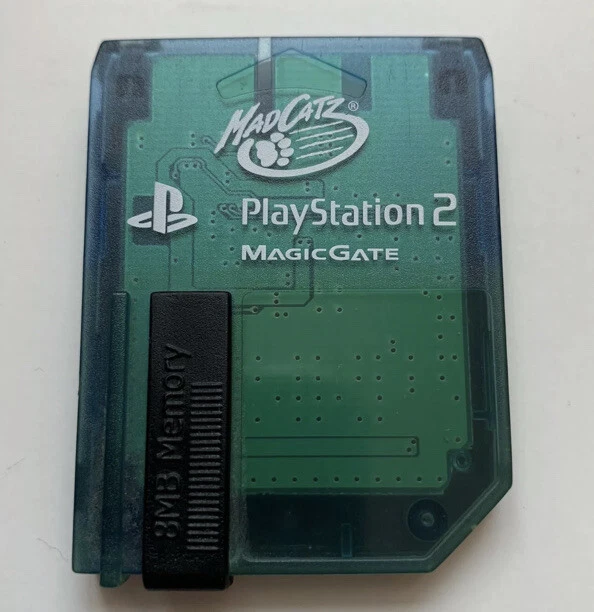 MADCATZ®
PlayStation 2
MAGICGATE
8MB Memory